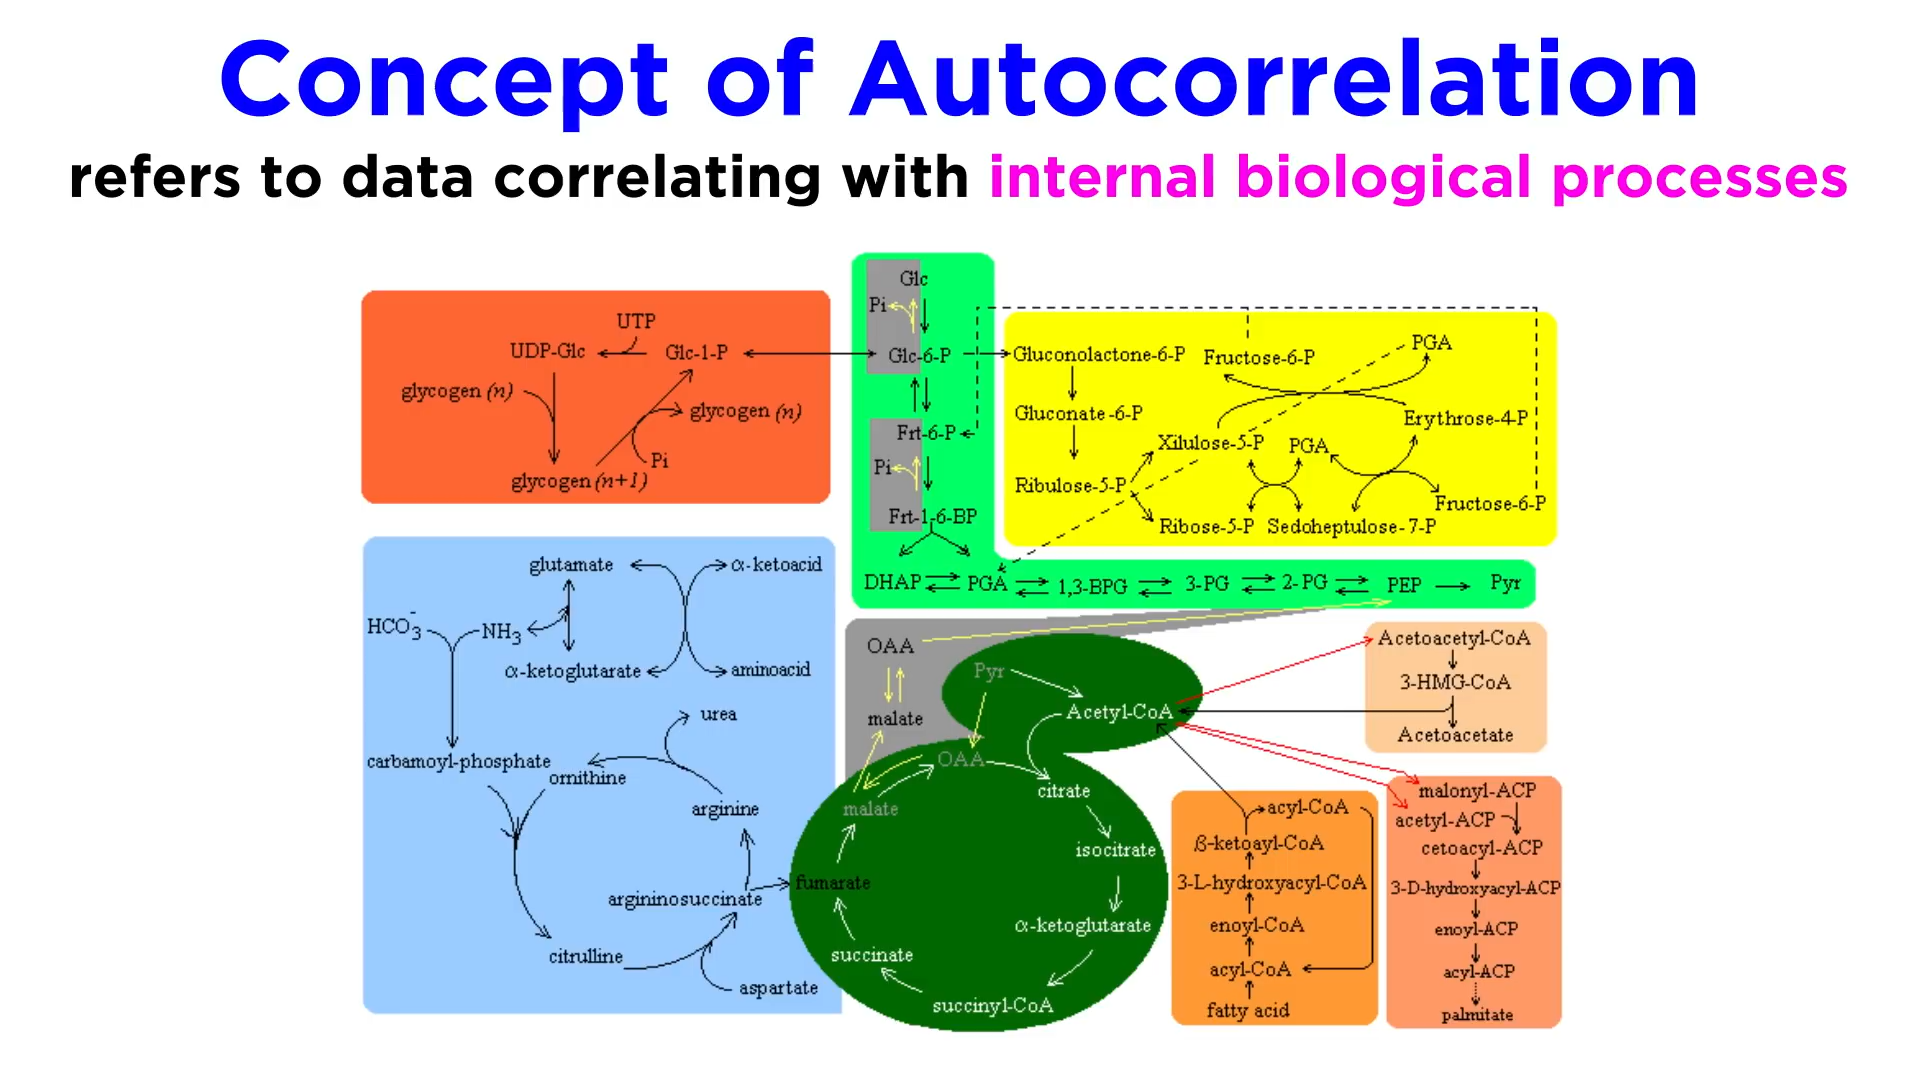 Concept of Autocorrelation
refers to data correlating with internal biological processes
UTP
UDP-Glc
Glc-1-P
glycogen (n)
glycogen (n)
Pi
glycogen (n+1)
Glc
Pi
Glc-6-P
Frt-6-P
Pi
Frt-1-6-BP
DHAP
PGA
1,3-BPG
3-PG
2-PG
PEP
Pyr
Gluconolactone-6-P
Fructose-6-P
PGA
Gluconate-6-P
Erythrose-4-P
Xilulose-5-P
PGA
Ribulose-5-P
Fructose-6-P
Ribose-5-P
Sedoheptulose-7-P
glutamate
α-ketoacid
HCO3-
NH3
α-ketoglutarate
aminoacid
urea
carbamoyl-phosphate
ornithine
arginine
argininosuccinate
citrulline
aspartate
OAA
malate
Pyr
Acetyl-CoA
OAA
citrate
malate
isocitrate
fumarate
α-ketoglutarate
succinate
succinyl-CoA
Acetoacetyl-CoA
3-HMG-CoA
Acetoacetate
acyl-CoA
ß-ketoayl-CoA
3-L-hydroxyacyl-CoA
enoyl-CoA
acyl-CoA
fatty acid
malonyl-ACP
acetyl-ACP
cetoacyl-ACP
3-D-hydroxyacyl-ACP
enoyl-ACP
acyl-ACP
palmitate